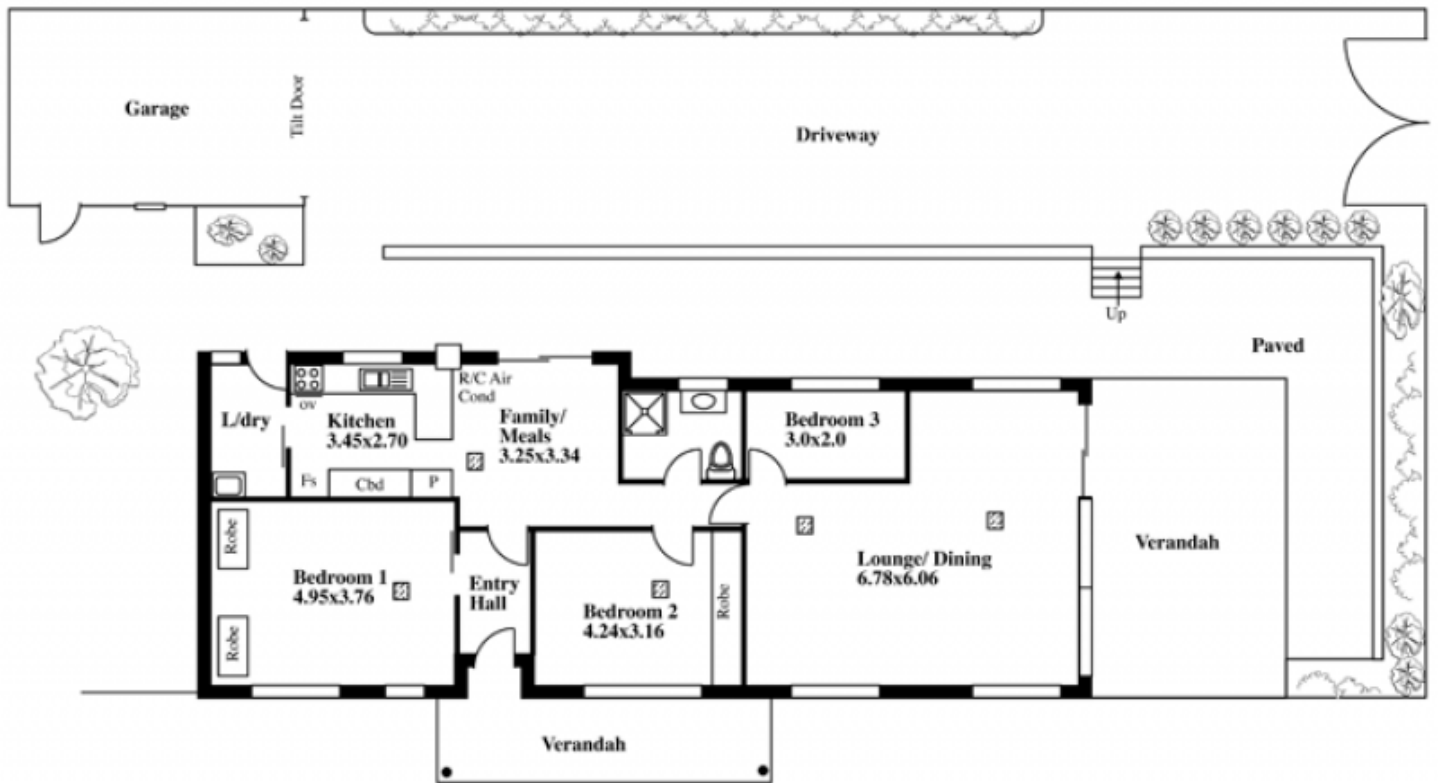 Garage
Tilt Door
Driveway
Up
Paved
L/dry
ov
Kitchen
3.45x2.70
R/C Air
Cond
Family/
Meals
3.25x3.34
Bedroom 3
3.0x2.0
Fs
Cbd
P
Robe
Robe
Bedroom 1
4.95x3.76
Entry
Hall
Bedroom 2
4.24x3.16
Robe
Lounge/ Dining
6.78x6.06
Verandah
Verandah